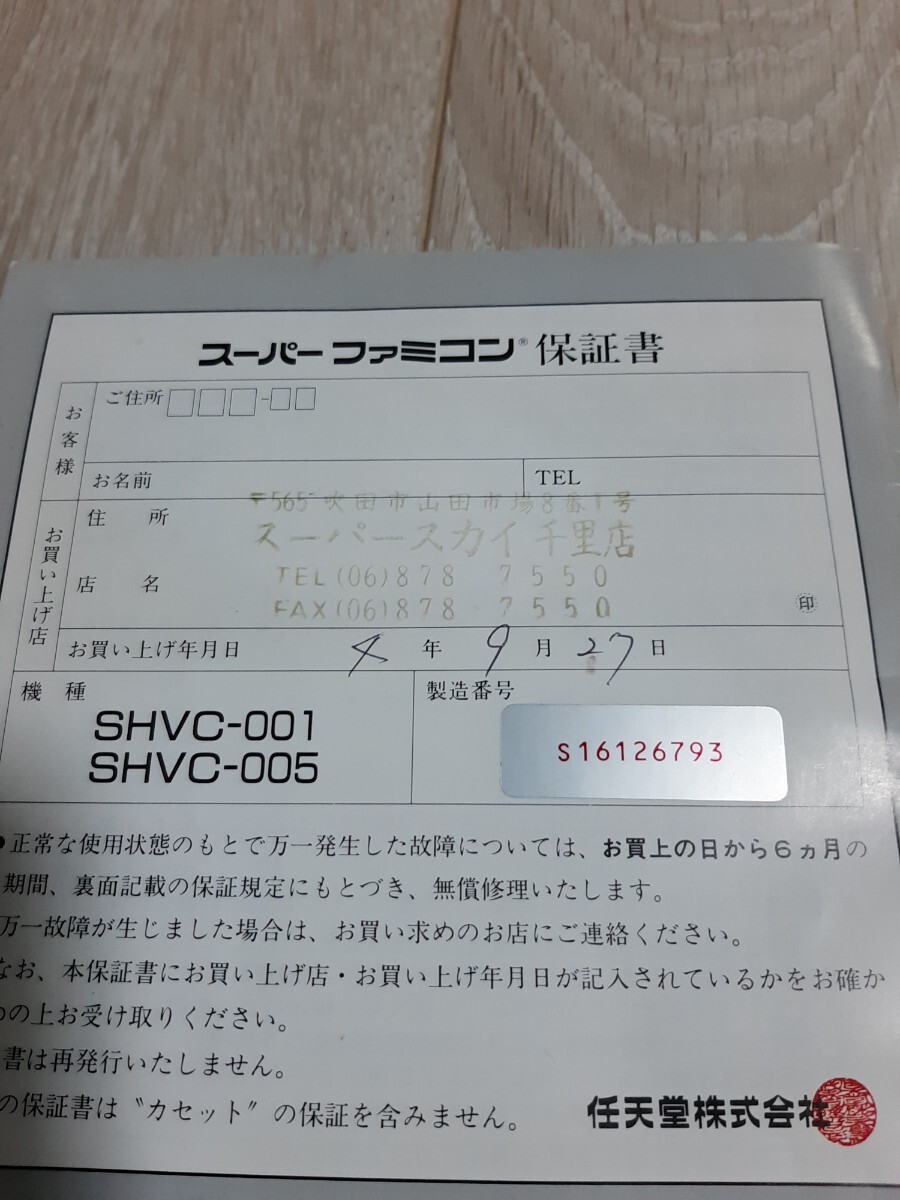 スーパーファミコン®保証書
お客様
ご住所 □□□-□□
お名前
TEL
お買い上げ店
住所
〒565 吹田市山田市場8番1号
スーパースカイ千里店
店名
TEL (06) 878 7550
FAX (06) 878 7550
印
お買い上げ年月日 4年9月27日
機種
SHVC-001
SHVC-005
製造番号
S16126793
●正常な使用状態のもとで万一発生した故障については、お買上の日から6ヵ月の
期間、裏面記載の保証規定にもとづき、無償修理いたします。
万一故障が生じました場合は、お買い求めのお店にご連絡ください。
なお、本保証書にお買い上げ店・お買い上げ年月日が記入されているかをお確か
めの上お受け取りください。
書は再発行いたしません。
の保証書は〝カセット〟の保証を含みません。
任天堂株式会社